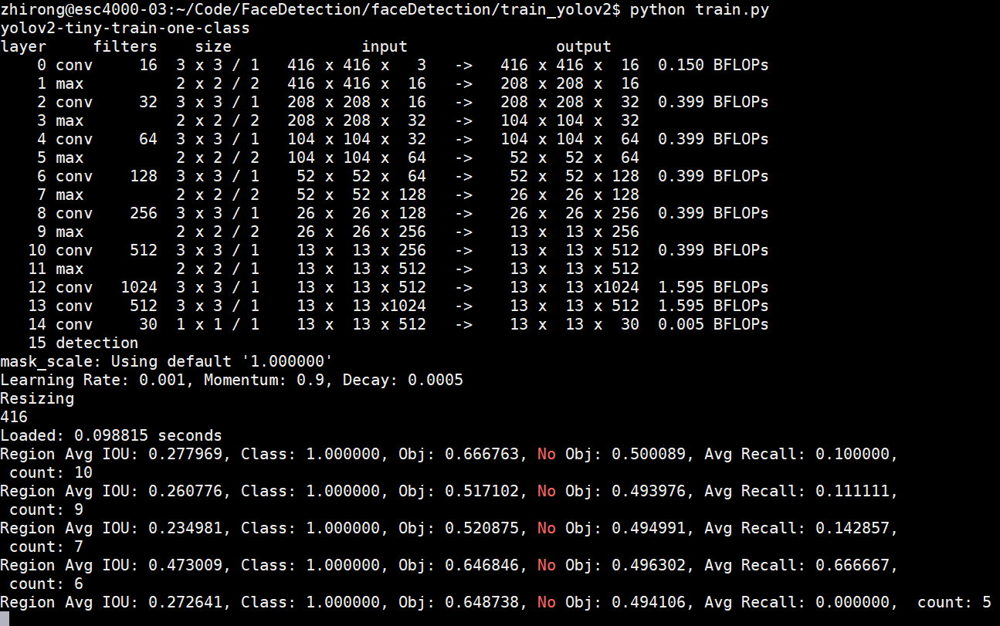 zhirong@esc4000-03:~/Code/FaceDetection/faceDetection/train_yolov2$ python train.py
yolov2-tiny-train-one-class
layer     filters    size              input                output
    0 conv     16  3 x 3 / 1   416 x 416 x   3   ->   416 x 416 x  16  0.150 BFLOPs
    1 max          2 x 2 / 2   416 x 416 x  16   ->   208 x 208 x  16
    2 conv     32  3 x 3 / 1   208 x 208 x  16   ->   208 x 208 x  32  0.399 BFLOPs
    3 max          2 x 2 / 2   208 x 208 x  32   ->   104 x 104 x  32
    4 conv     64  3 x 3 / 1   104 x 104 x  32   ->   104 x 104 x  64  0.399 BFLOPs
    5 max          2 x 2 / 2   104 x 104 x  64   ->    52 x  52 x  64
    6 conv    128  3 x 3 / 1    52 x  52 x  64   ->    52 x  52 x 128  0.399 BFLOPs
    7 max          2 x 2 / 2    52 x  52 x 128   ->    26 x  26 x 128
    8 conv    256  3 x 3 / 1    26 x  26 x 128   ->    26 x  26 x 256  0.399 BFLOPs
    9 max          2 x 2 / 2    26 x  26 x 256   ->    13 x  13 x 256
   10 conv    512  3 x 3 / 1    13 x  13 x 256   ->    13 x  13 x 512  0.399 BFLOPs
   11 max          2 x 2 / 1    13 x  13 x 512   ->    13 x  13 x 512
   12 conv   1024  3 x 3 / 1    13 x  13 x 512   ->    13 x  13 x1024  1.595 BFLOPs
   13 conv    512  3 x 3 / 1    13 x  13 x1024   ->    13 x  13 x 512  1.595 BFLOPs
   14 conv     30  1 x 1 / 1    13 x  13 x 512   ->    13 x  13 x  30  0.005 BFLOPs
   15 detection
mask_scale: Using default '1.000000'
Learning Rate: 0.001, Momentum: 0.9, Decay: 0.0005
Resizing
416
Loaded: 0.098815 seconds
Region Avg IOU: 0.277969, Class: 1.000000, Obj: 0.666763, No Obj: 0.500089, Avg Recall: 0.100000,
 count: 10
Region Avg IOU: 0.260776, Class: 1.000000, Obj: 0.517102, No Obj: 0.493976, Avg Recall: 0.111111,
 count: 9
Region Avg IOU: 0.234981, Class: 1.000000, Obj: 0.520875, No Obj: 0.494991, Avg Recall: 0.142857,
 count: 7
Region Avg IOU: 0.473009, Class: 1.000000, Obj: 0.646846, No Obj: 0.496302, Avg Recall: 0.666667,
 count: 6
Region Avg IOU: 0.272641, Class: 1.000000, Obj: 0.648738, No Obj: 0.494106, Avg Recall: 0.000000,  count: 5